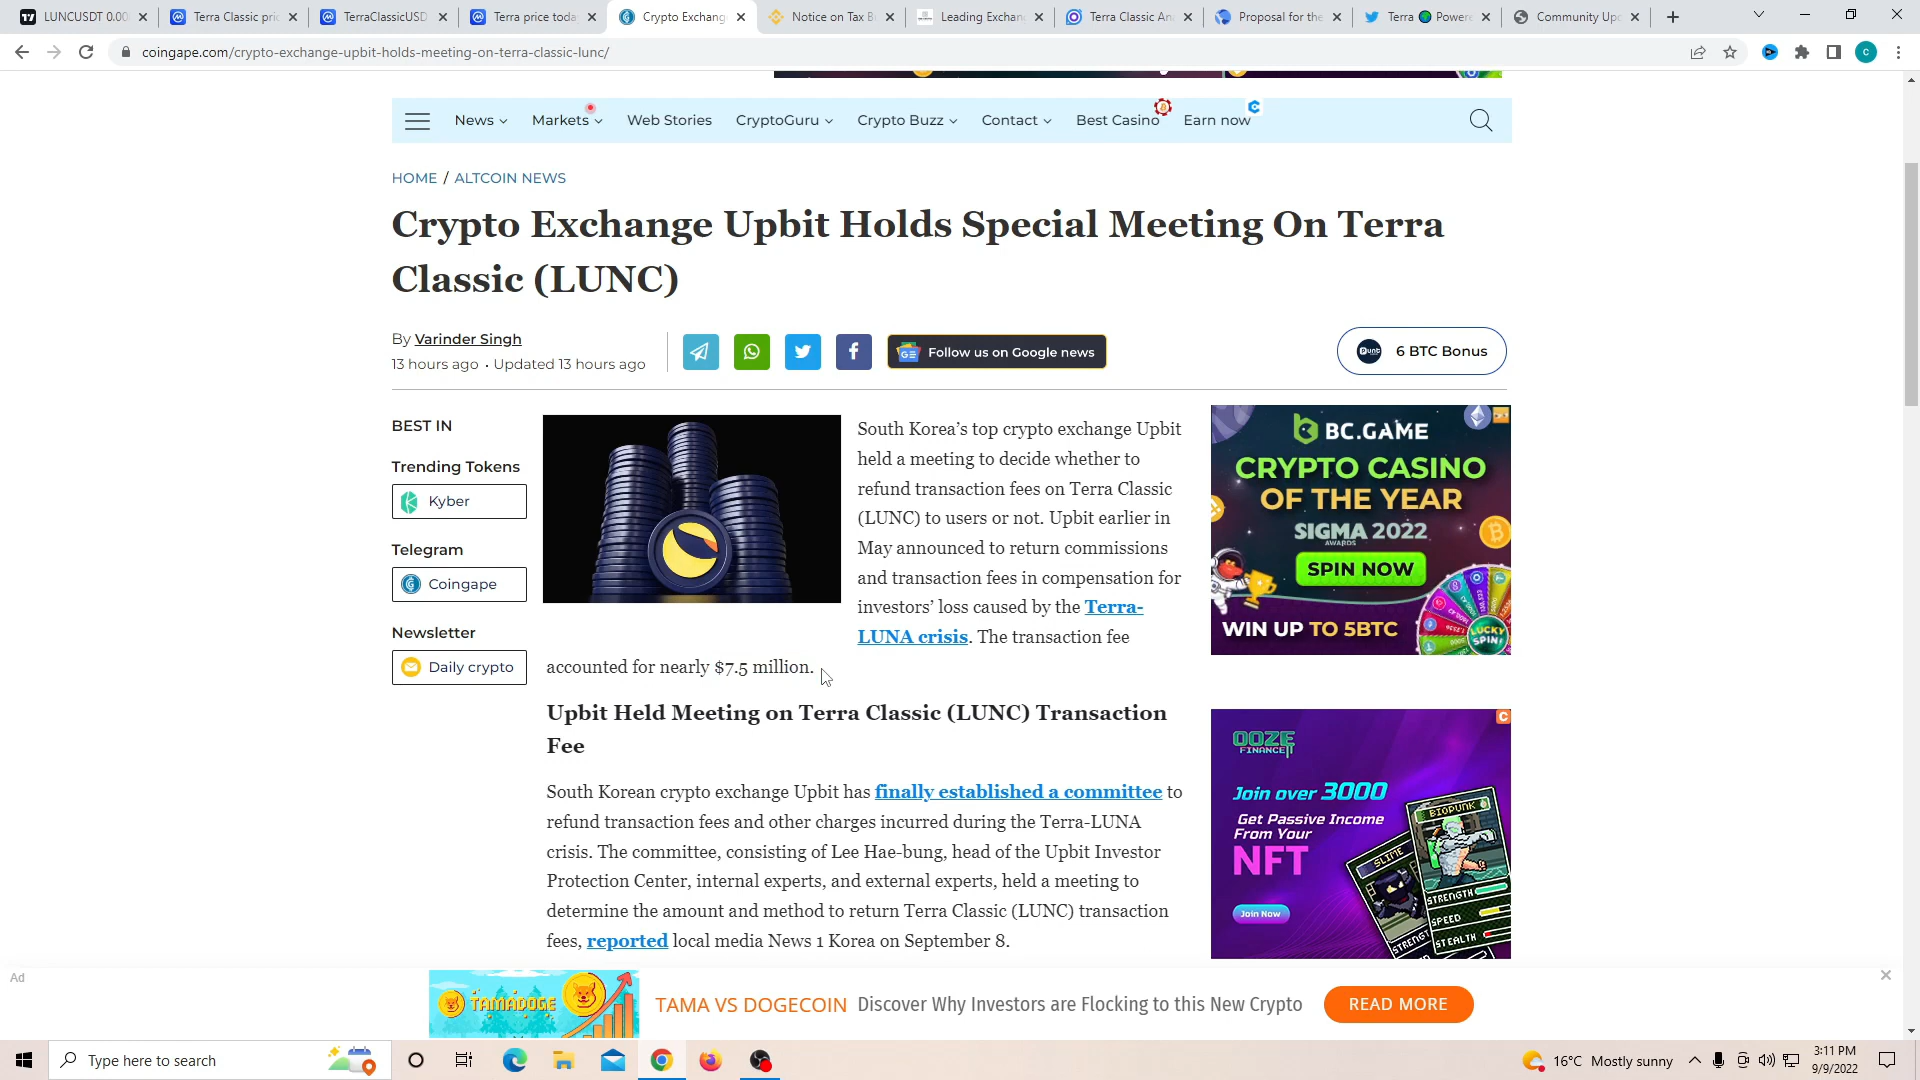 LUNCUSDT 0.00
Terra Classic pri
TerraClassicUSD
Terra price toda
Crypto Exchang
Notice on Tax B
Leading Exchan
Terra Classic An
Proposal for the
Terra Power
Community Up
coingape.com/crypto-exchange-upbit-holds-meeting-on-terra-classic-lunc/
C
News
Markets
Web Stories
CryptoGuru
Crypto Buzz
Contact
Best Casino
Earn now
HOME / ALTCOIN NEWS
Crypto Exchange Upbit Holds Special Meeting On Terra
Classic (LUNC)
By Varinder Singh
13 hours ago • Updated 13 hours ago
Follow us on Google news
6 BTC Bonus
BEST IN
Trending Tokens
Kyber
Telegram
Coingape
Newsletter
Daily crypto
South Korea’s top crypto exchange Upbit
held a meeting to decide whether to
refund transaction fees on Terra Classic
(LUNC) to users or not. Upbit earlier in
May announced to return commissions
and transaction fees in compensation for
investors’ loss caused by the Terra-
LUNA crisis. The transaction fee
accounted for nearly $7.5 million.
Upbit Held Meeting on Terra Classic (LUNC) Transaction
Fee
South Korean crypto exchange Upbit has finally established a committee to
refund transaction fees and other charges incurred during the Terra-LUNA
crisis. The committee, consisting of Lee Hae-bung, head of the Upbit Investor
Protection Center, internal experts, and external experts, held a meeting to
determine the amount and method to return Terra Classic (LUNC) transaction
fees, reported local media News 1 Korea on September 8.
BC.GAME
CRYPTO CASINO
OF THE YEAR
SIGMA 2022
AWARDS
SPIN NOW
WIN UP TO 5BTC
LUCKY
SPIN!
OOZE
FINANCE
Join over 3000
Get Passive Income
From Your
NFT
Join Now
BIOPUNK
SLIME
STRENGTH
SPEED
STEALTH
Ad
TAMADOGE
TAMA VS DOGECOIN Discover Why Investors are Flocking to this New Crypto
READ MORE
Type here to search
16°C Mostly sunny
3:11 PM
9/9/2022